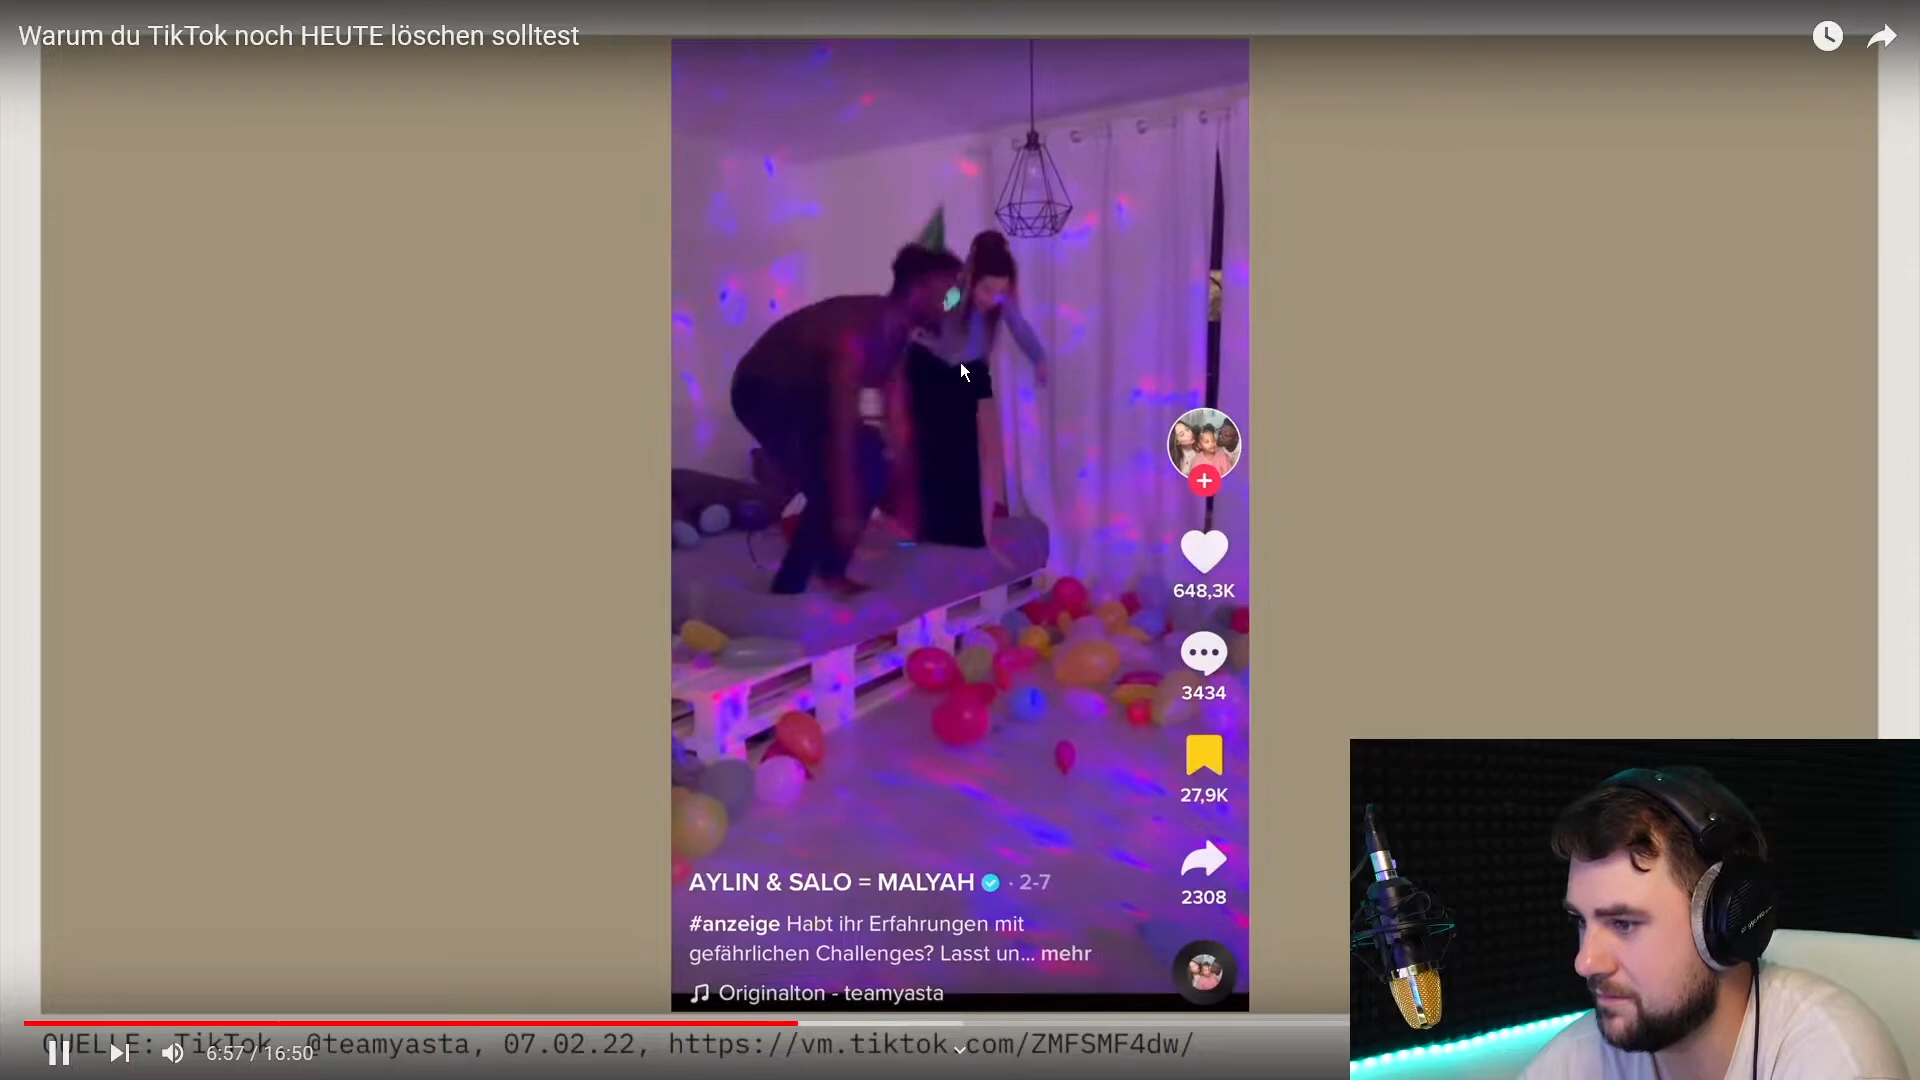 Warum du TikTok noch HEUTE löschen solltest
648,3K
3434
27,9K
2308
AYLIN & SALO = MALYAH · 2-7
#anzeige Habt ihr Erfahrungen mit
gefährlichen Challenges? Lasst un... mehr
Originalton - teamyasta
QUELLE: TikTok, @teamyasta, 07.02.22, https://vm.tiktok.com/ZMFSMF4dw/
6:57 / 16:50